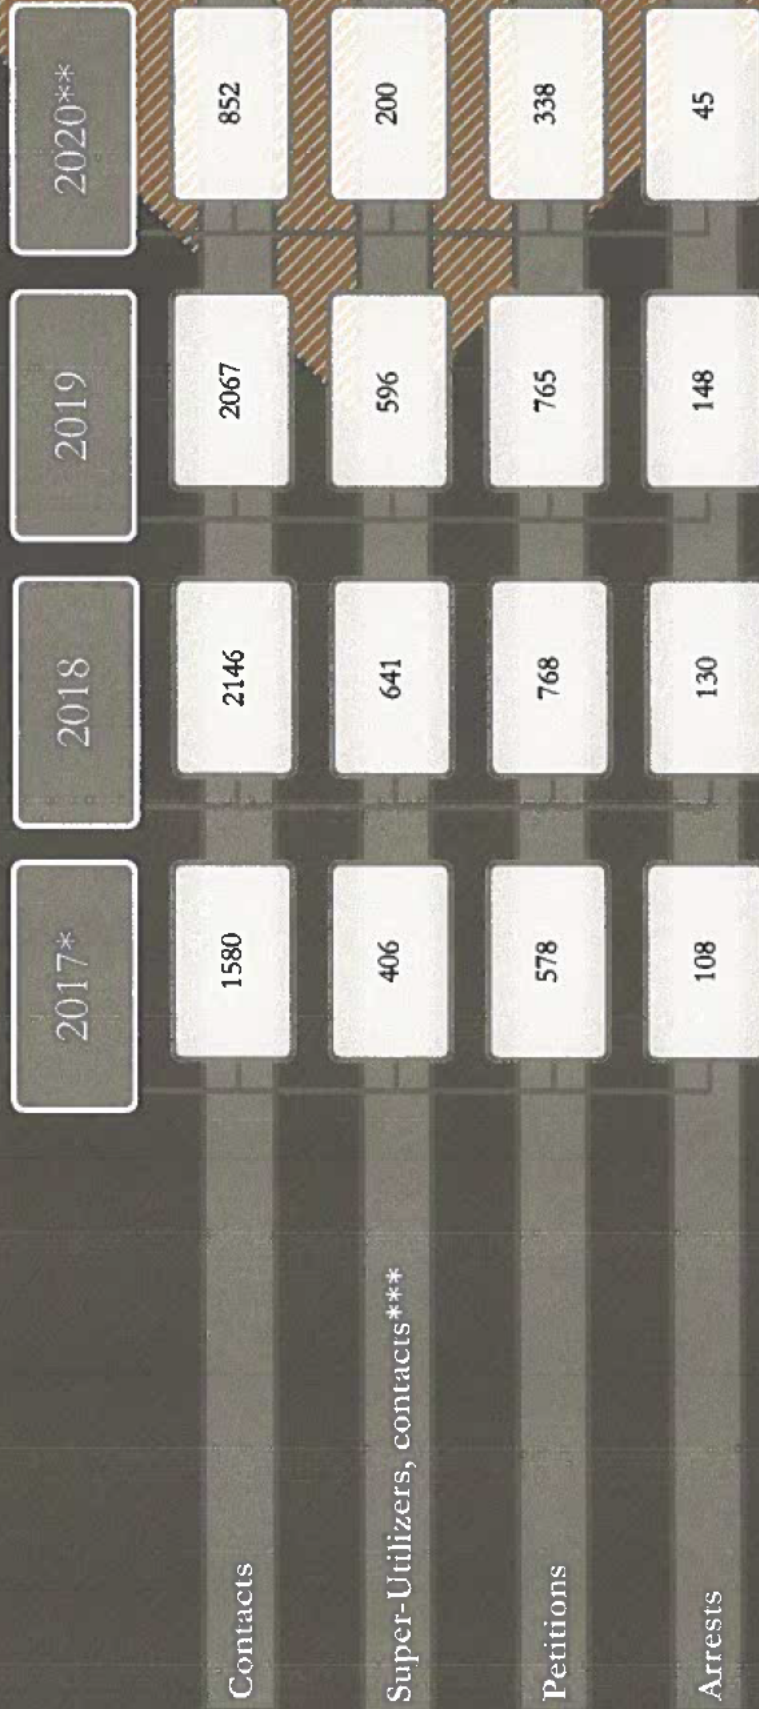 2017* 2018 2019 2020**
Contacts 1580 2146 2067 852
Super-Utilizers, contacts*** 406 641 596 200
Petitions 578 768 765 338
Arrests 108 130 148 45